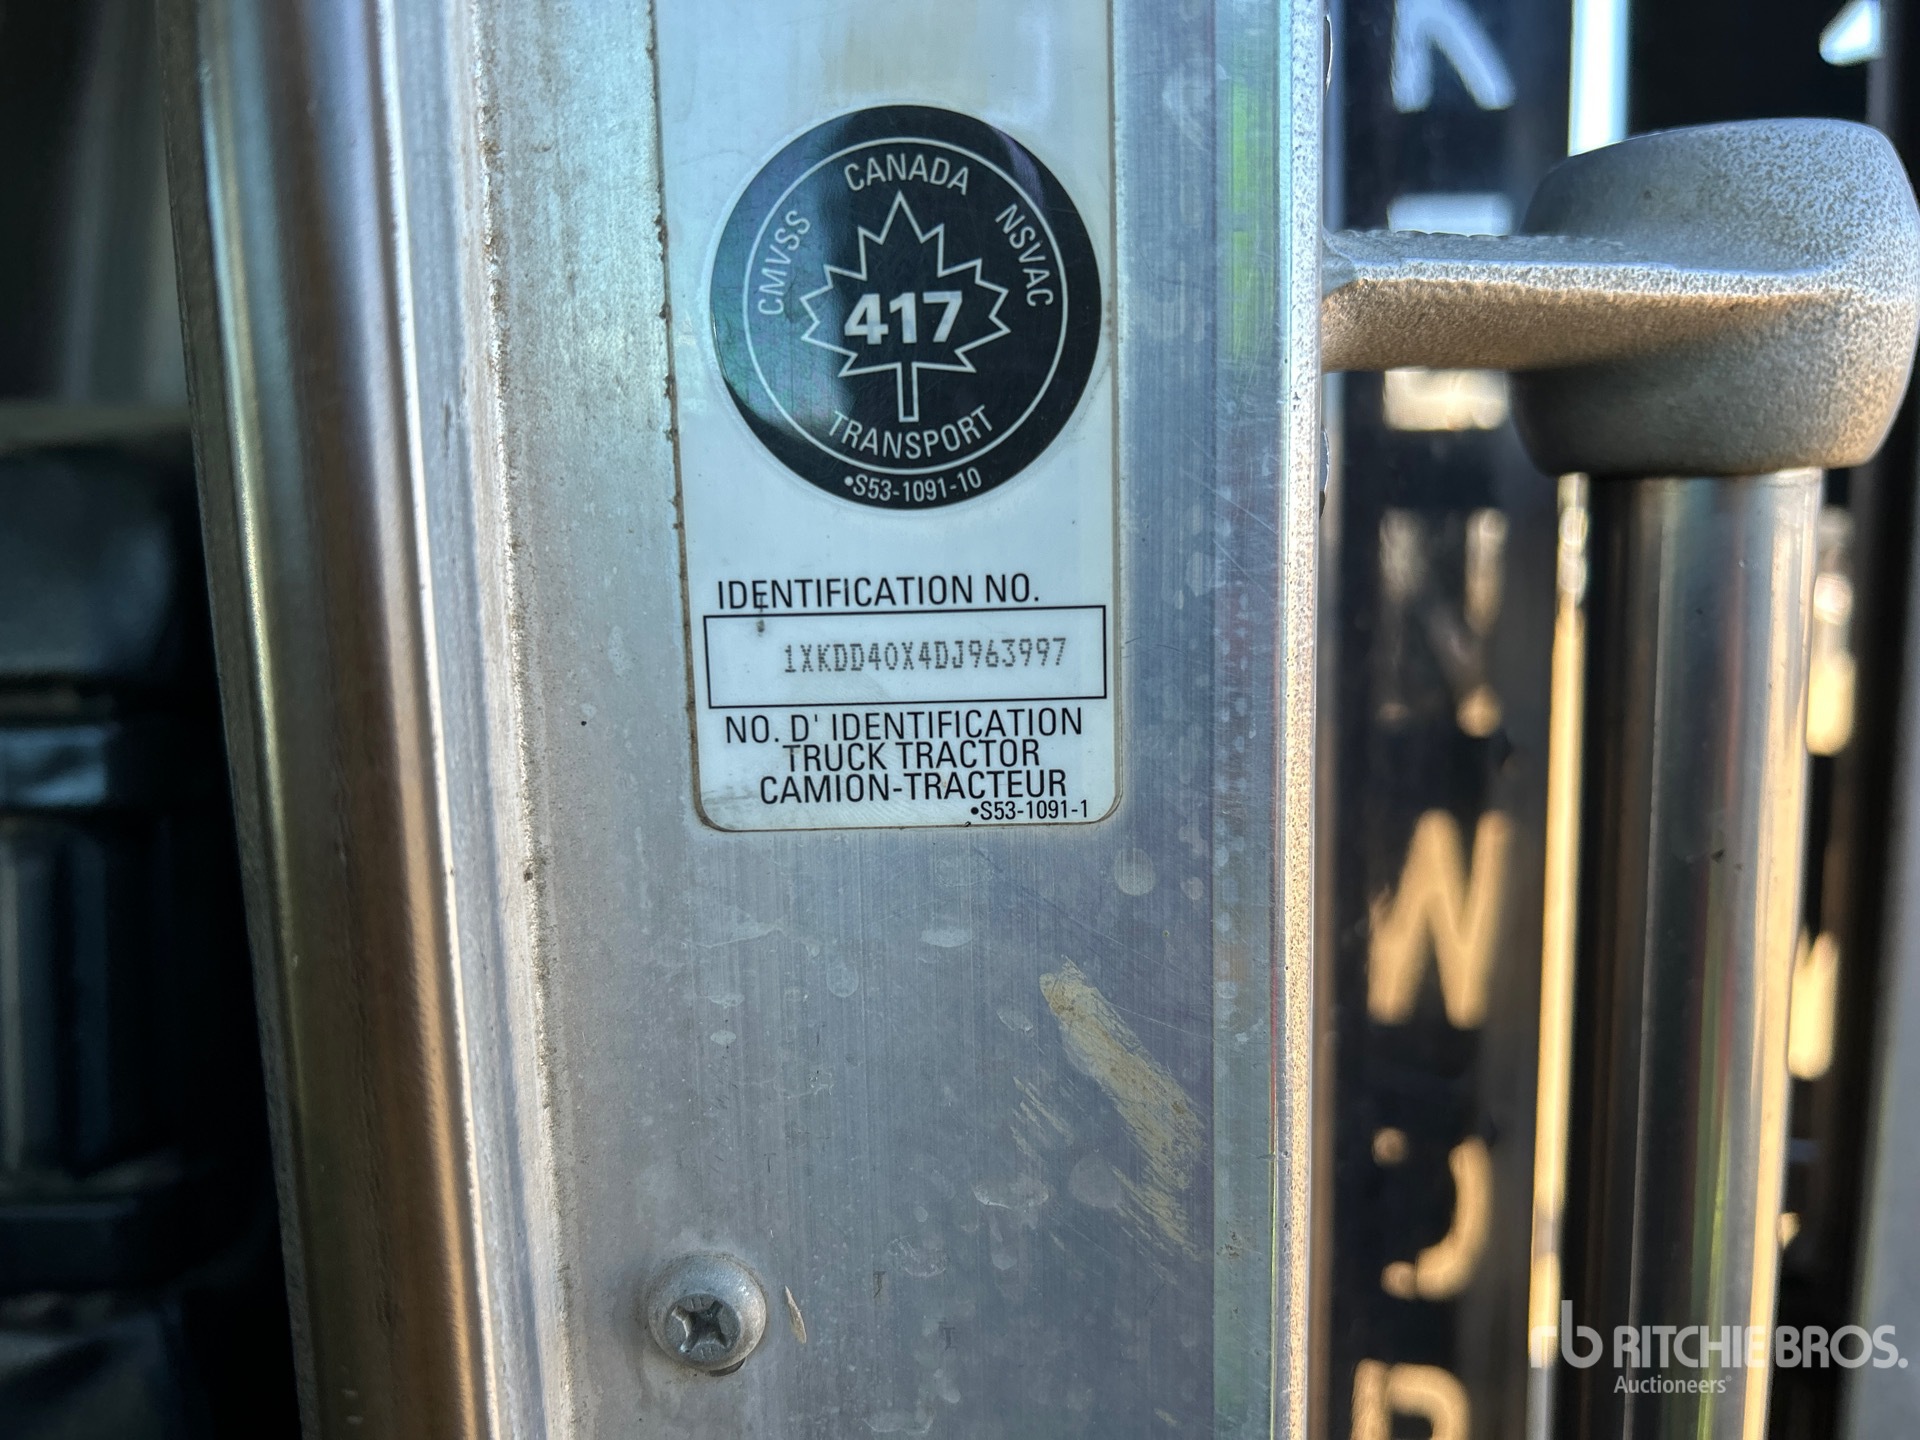 CANADA
CMVSS
NSVAC
417
TRANSPORT
•S53-1091-10
IDENTIFICATION NO.
1XKDD40X4DJ963997
NO. D' IDENTIFICATION
TRUCK TRACTOR
CAMION-TRACTEUR
•S53-1091-1
rb RITCHIE BROS.
Auctioneers